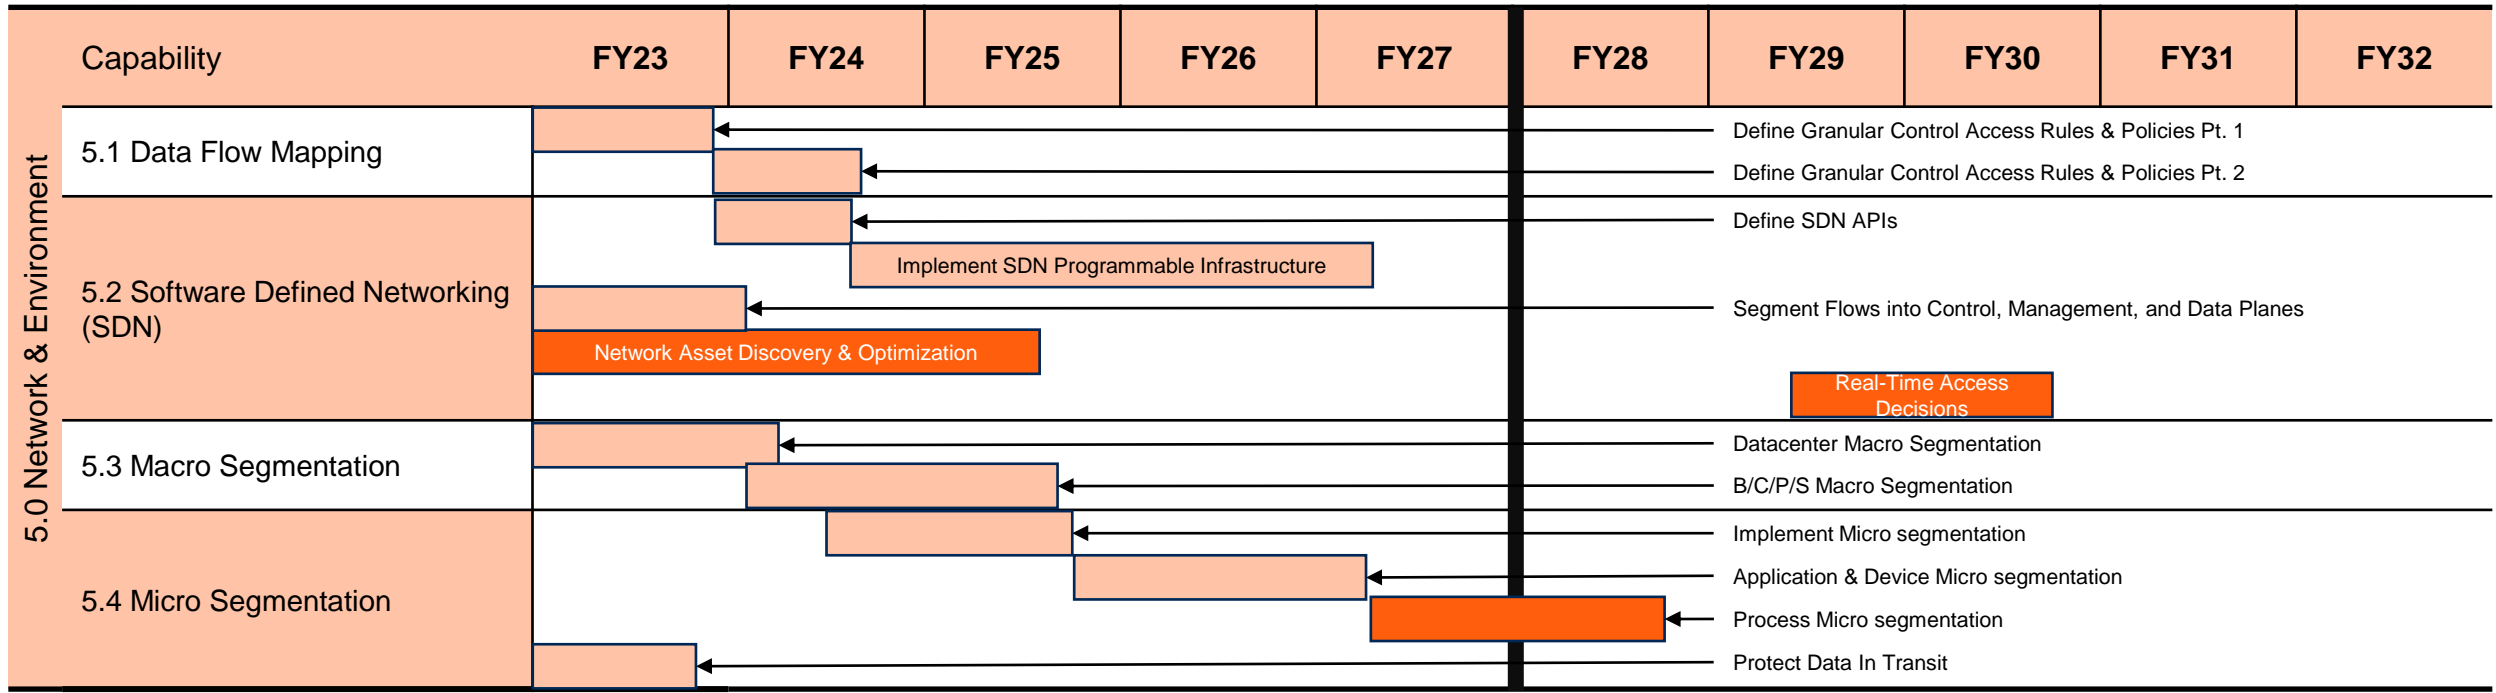 Capability
FY23
FY24
FY25
FY26
FY27
FY28
FY29
FY30
FY31
FY32
5.0 Network & Environment
5.1 Data Flow Mapping
Define Granular Control Access Rules & Policies Pt. 1
Define Granular Control Access Rules & Policies Pt. 2
5.2 Software Defined Networking
(SDN)
Define SDN APIs
Implement SDN Programmable Infrastructure
Segment Flows into Control, Management, and Data Planes
Network Asset Discovery & Optimization
Real-Time Access
Decisions
5.3 Macro Segmentation
Datacenter Macro Segmentation
B/C/P/S Macro Segmentation
5.4 Micro Segmentation
Implement Micro segmentation
Application & Device Micro segmentation
Process Micro segmentation
Protect Data In Transit